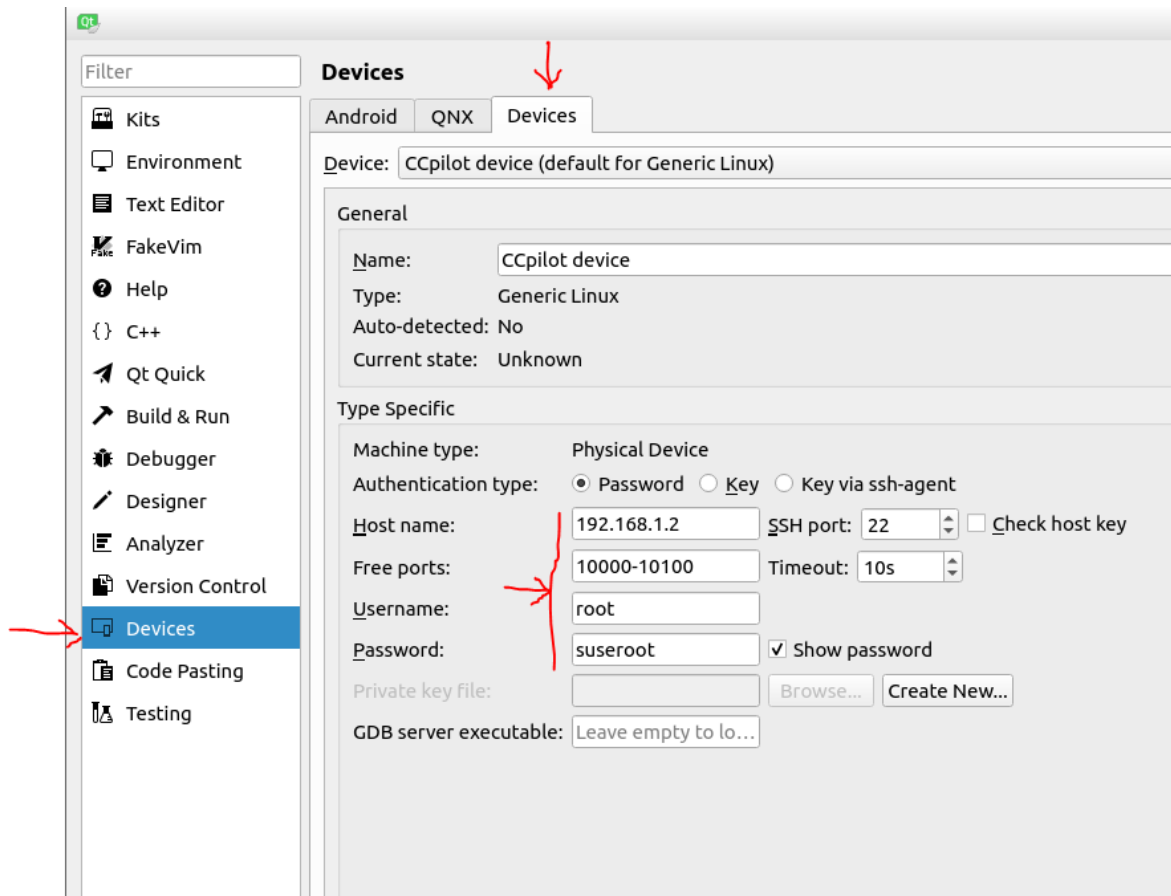 Qt
Filter
Kits
Environment
Text Editor
Fake
FakeVim
Help
{} C++
Qt Quick
Build & Run
Debugger
Designer
Analyzer
Version Control
Devices
Code Pasting
Testing
Devices
Android QNX Devices
Device: CCpilot device (default for Generic Linux)
General
Name: CCpilot device
Type: Generic Linux
Auto-detected: No
Current state: Unknown
Type Specific
Machine type: Physical Device
Authentication type: Password Key Key via ssh-agent
Host name: 192.168.1.2 SSH port: 22 Check host key
Free ports: 10000-10100 Timeout: 10s
Username: root
Password: suseroot Show password
Private key file: Browse... Create New...
GDB server executable: Leave empty to lo...